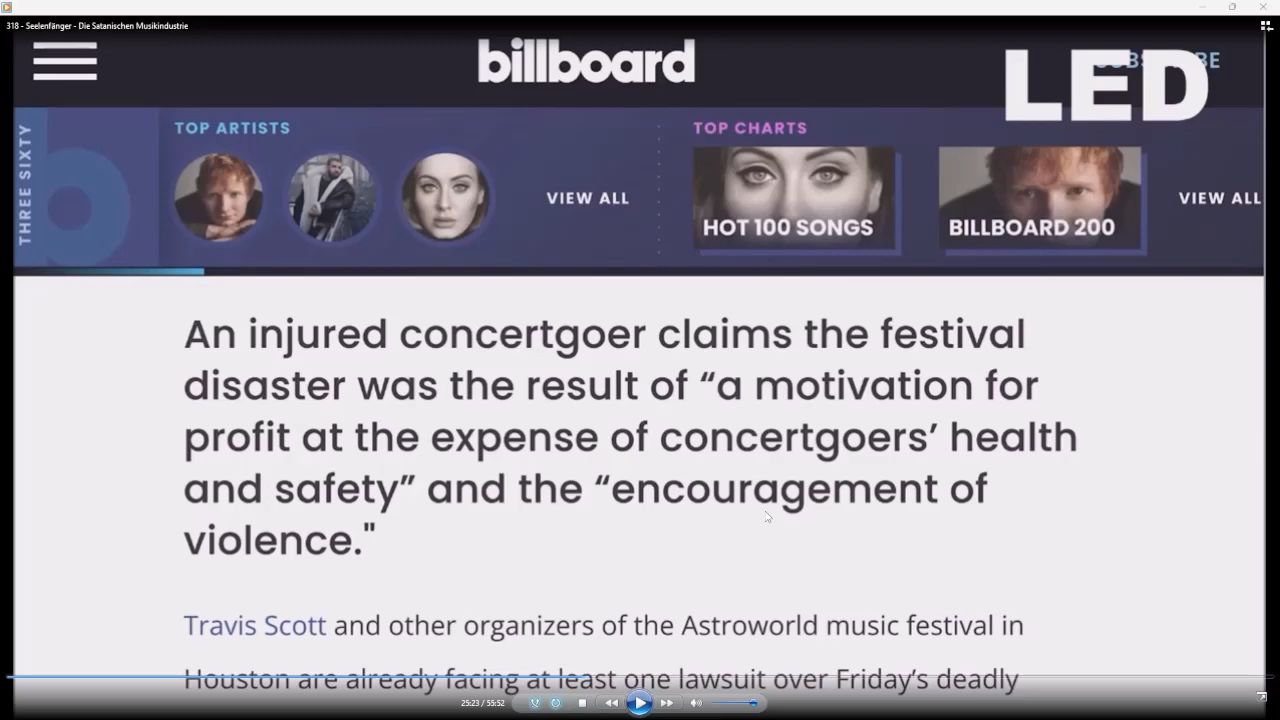 318 - Seelenfänger - Die Satanischen Musikindustrie
billboard
LED
THREE SIXTY
TOP ARTISTS
VIEW ALL
TOP CHARTS
HOT 100 SONGS
BILLBOARD 200
VIEW ALL
An injured concertgoer claims the festival
disaster was the result of “a motivation for
profit at the expense of concertgoers’ health
and safety” and the “encouragement of
violence."
Travis Scott and other organizers of the Astroworld music festival in
Houston are already facing at least one lawsuit over Friday’s deadly
25:23 / 55:52